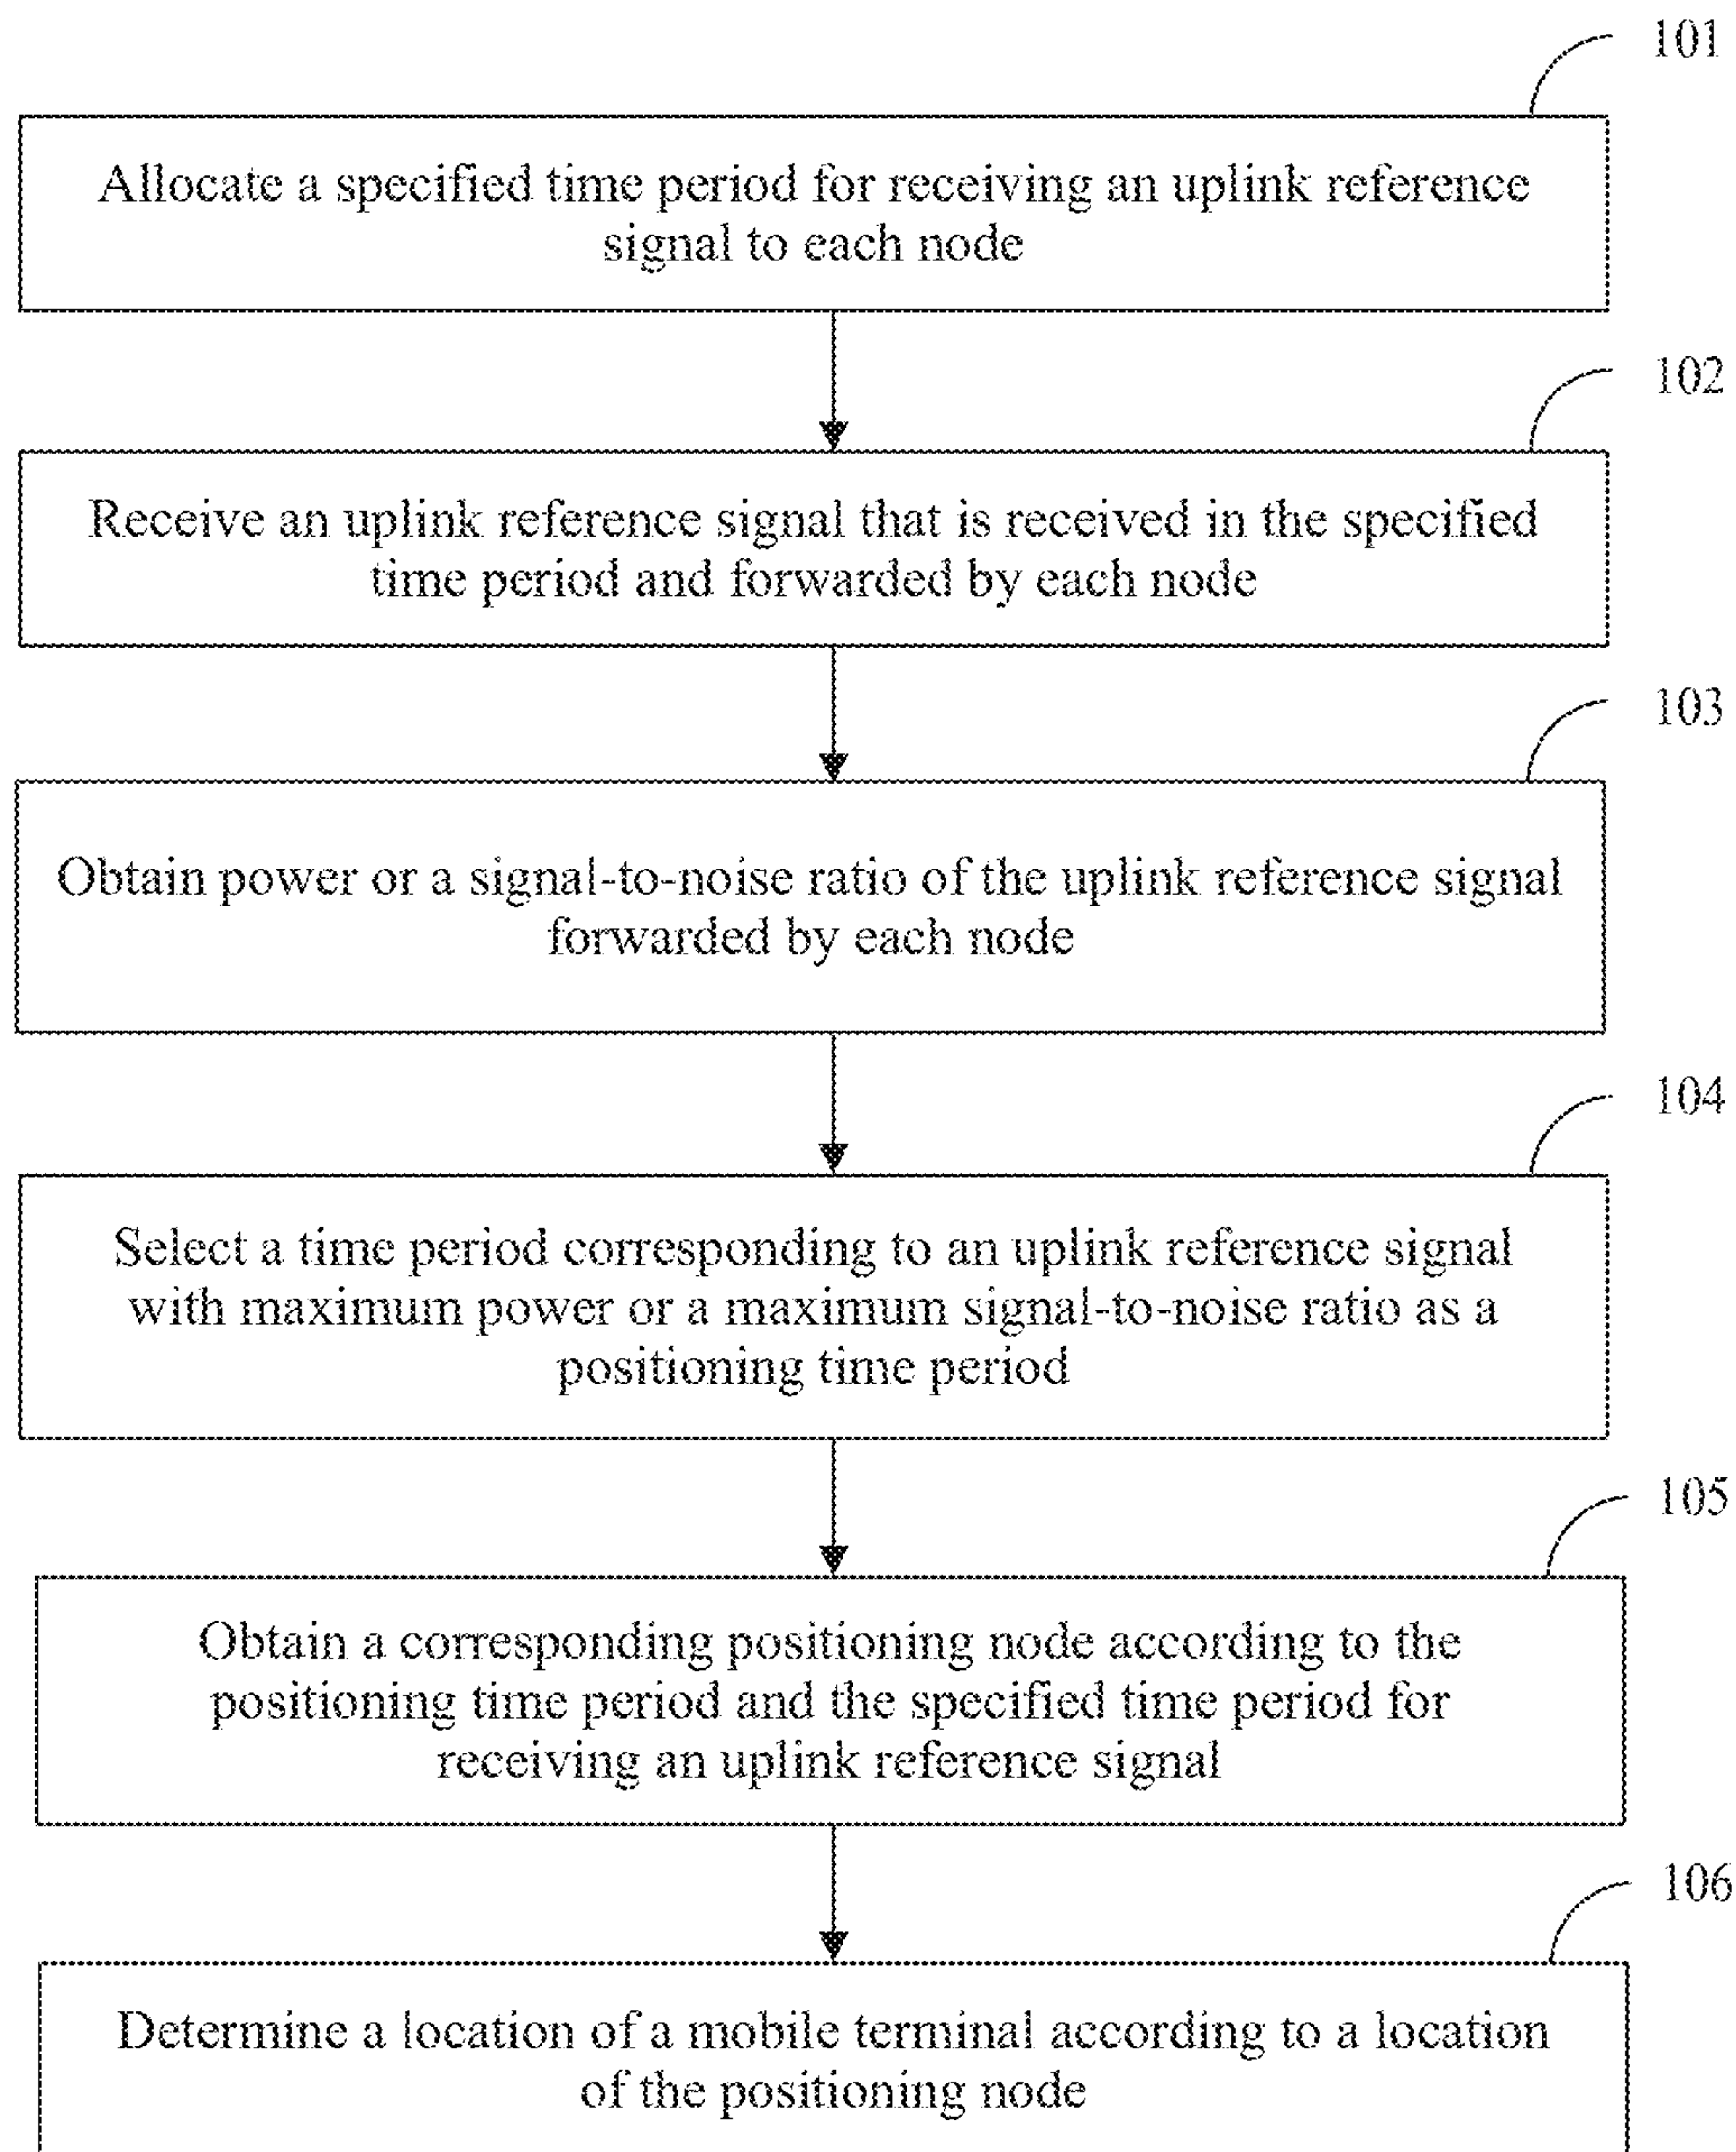 101
Allocate a specified time period for receiving an uplink reference
signal to each node
102
Receive an uplink reference signal that is received in the specified
time period and forwarded by each node
103
Obtain power or a signal-to-noise ratio of the uplink reference signal
forwarded by each node
104
Select a time period corresponding to an uplink reference signal
with maximum power or a maximum signal-to-noise ratio as a
positioning time period
105
Obtain a corresponding positioning node according to the
positioning time period and the specified time period for
receiving an uplink reference signal
106
Determine a location of a mobile terminal according to a location
of the positioning node